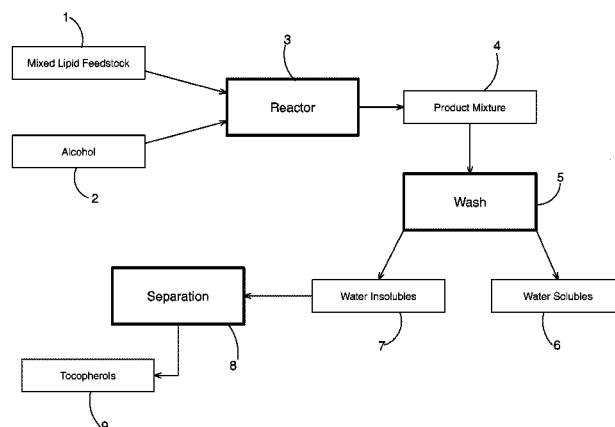 1
3
4
Mixed Lipid Feedstock
Reactor
Product Mixture
Alcohol
2
5
Wash
Separation
Water Insolubles
Water Solubles
7
6
8
Tocopherols
9